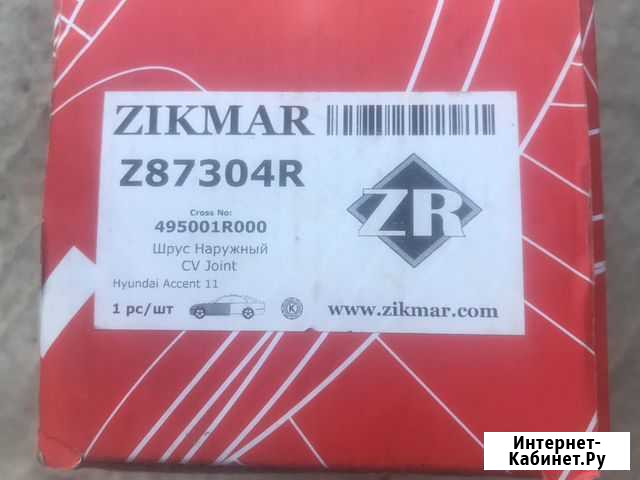 ZIKMAR
Z87304R
Cross No:
495001R000
Шрус Наружный
CV Joint
Hyundai Accent 11
1 pc/шт
K
ZR
www.zikmar.com
Интернет-
Кабинет.Ру